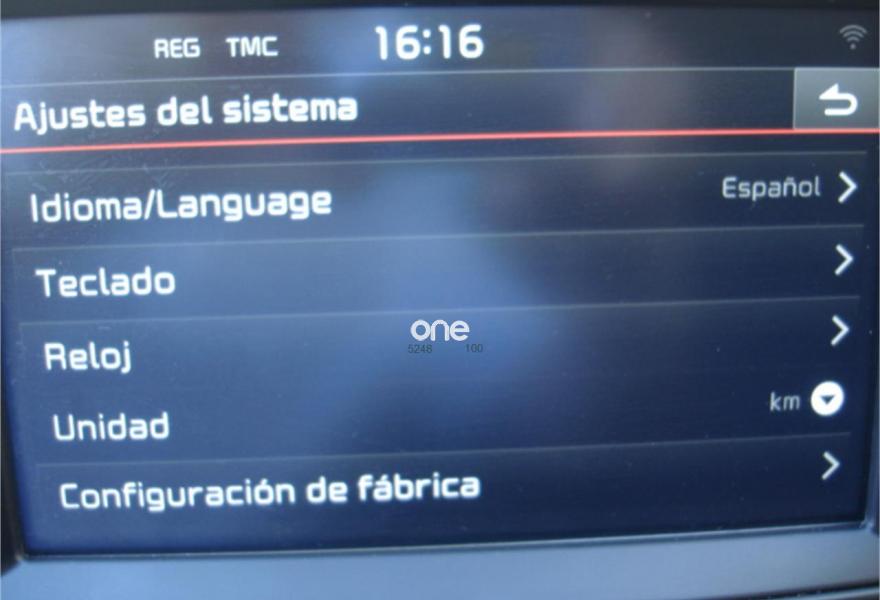 REG TMC 16:16
Ajustes del sistema
Idioma/Language Español
Teclado
Reloj
one
5248 100
Unidad km
Configuración de fábrica